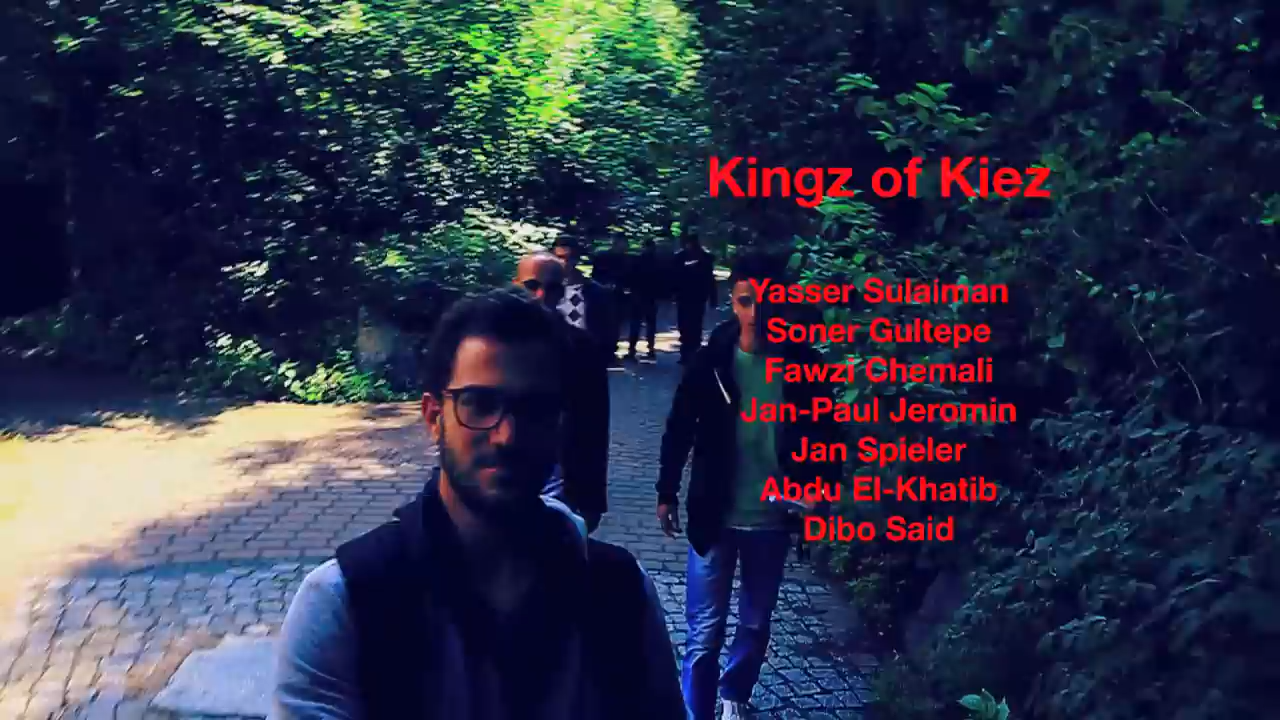 Kingz of Kiez
Yasser Sulaiman
Soner Gultepe
Fawzi Chemali
Jan-Paul Jeromin
Jan Spieler
Abdu El-Khatib
Dibo Said